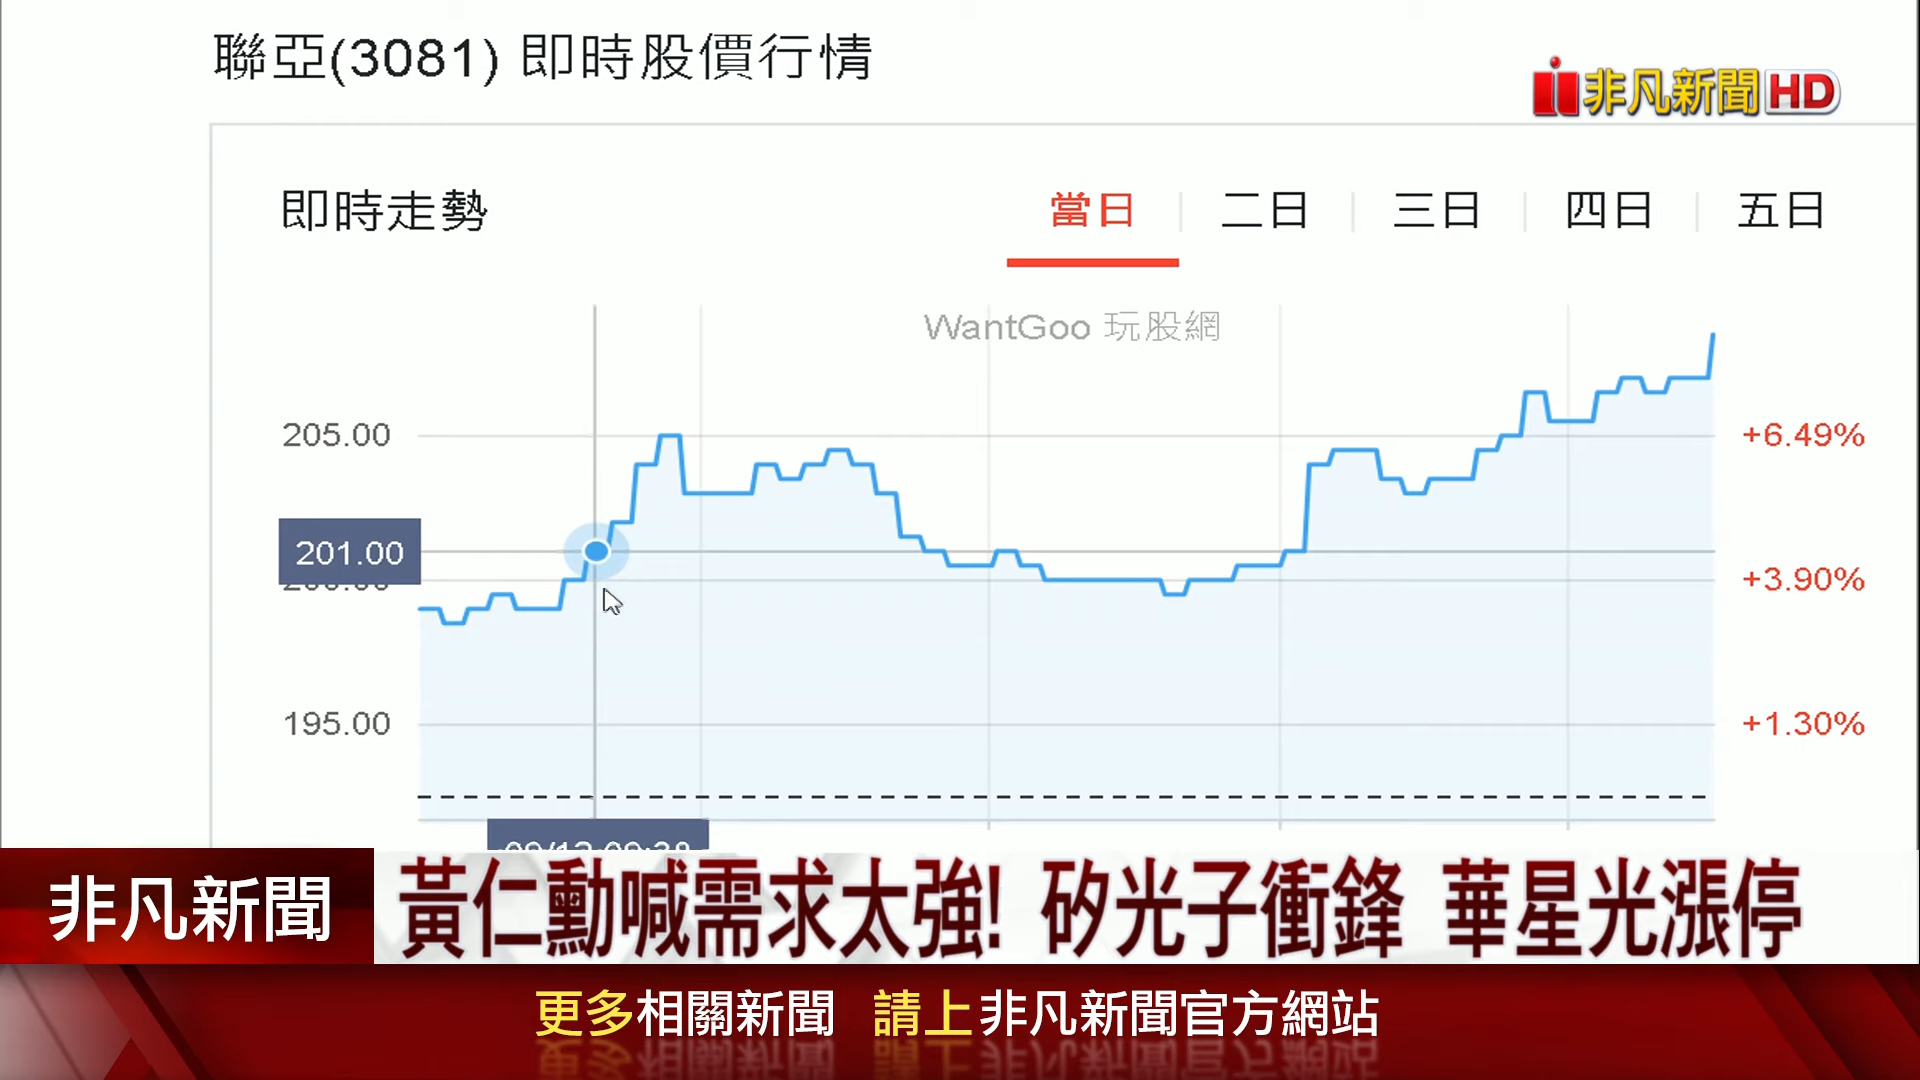 聯亞(3081) 即時股價行情
非凡新聞HD
即時走勢
當日 二日 三日 四日 五日
WantGoo 玩股網
205.00 +6.49%
201.00
+3.90%
195.00 +1.30%
非凡新聞
黃仁勳喊需求太強! 矽光子衝鋒 華星光漲停
更多相關新聞 請上非凡新聞官方網站